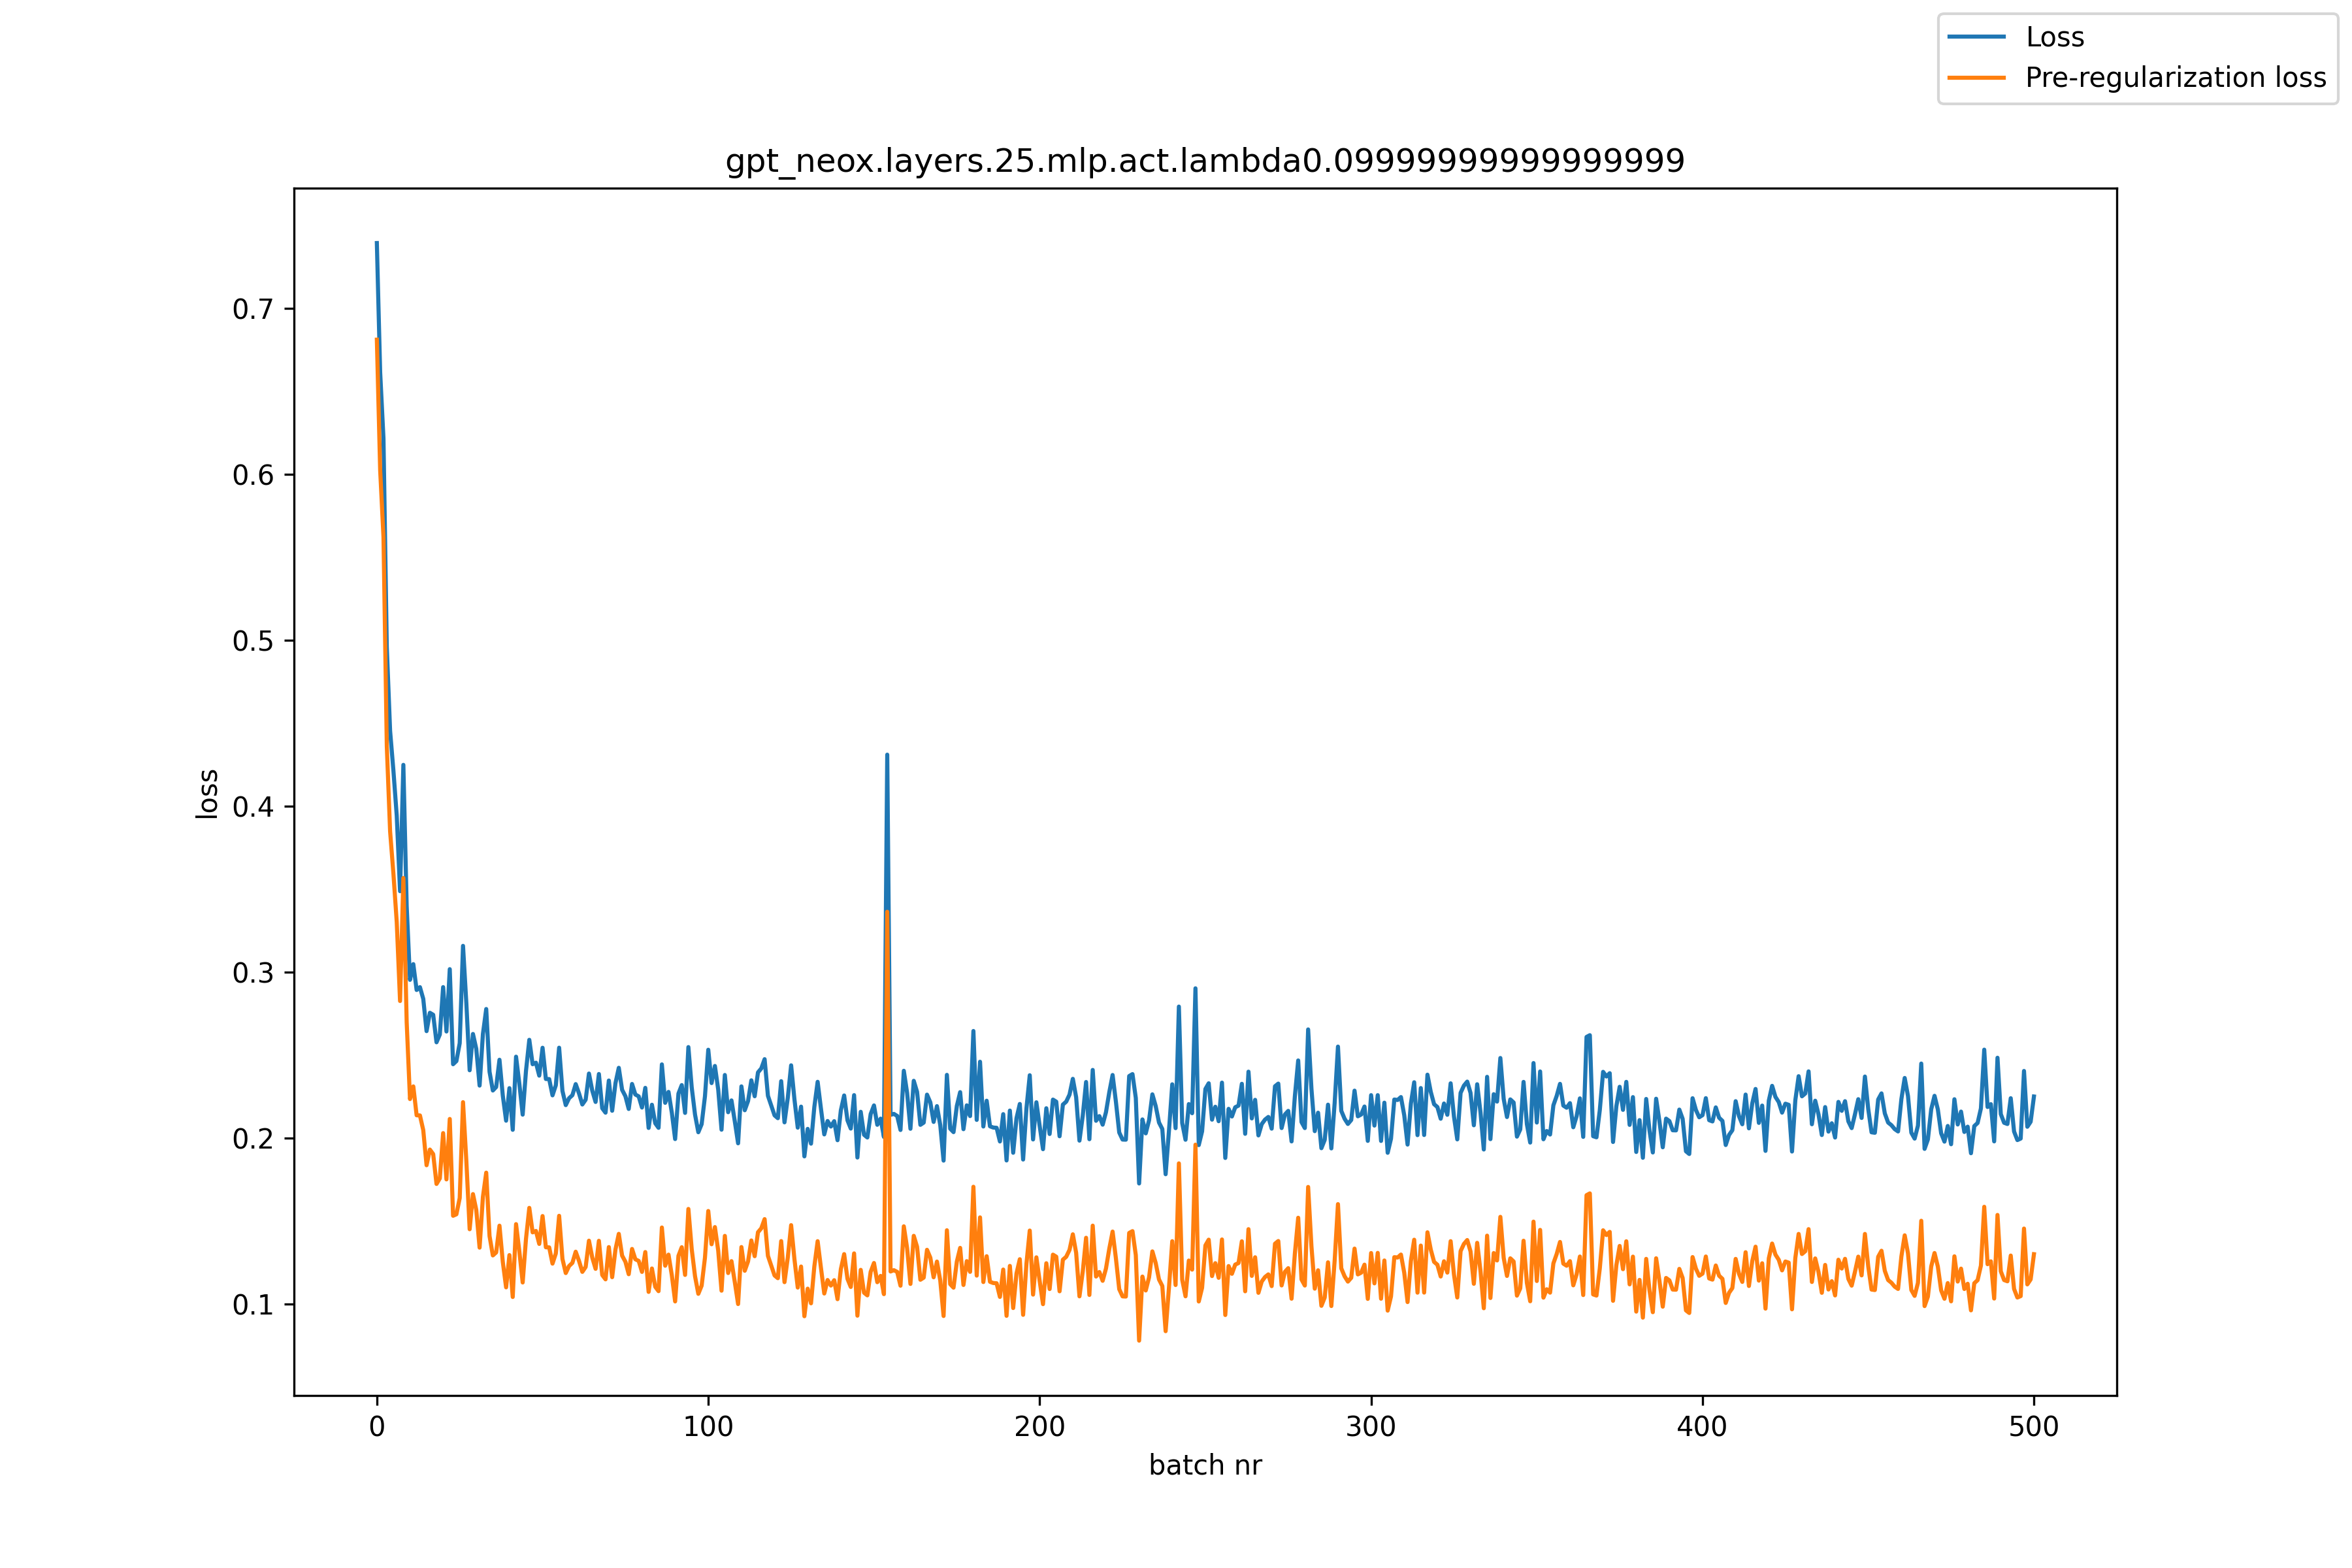 Loss
Pre-regularization loss
gpt_neox.layers.25.mlp.act.lambda0.09999999999999999
loss
0.7
0.6
0.5
0.4
0.3
0.2
0.1
0
100
200
300
400
500
batch nr